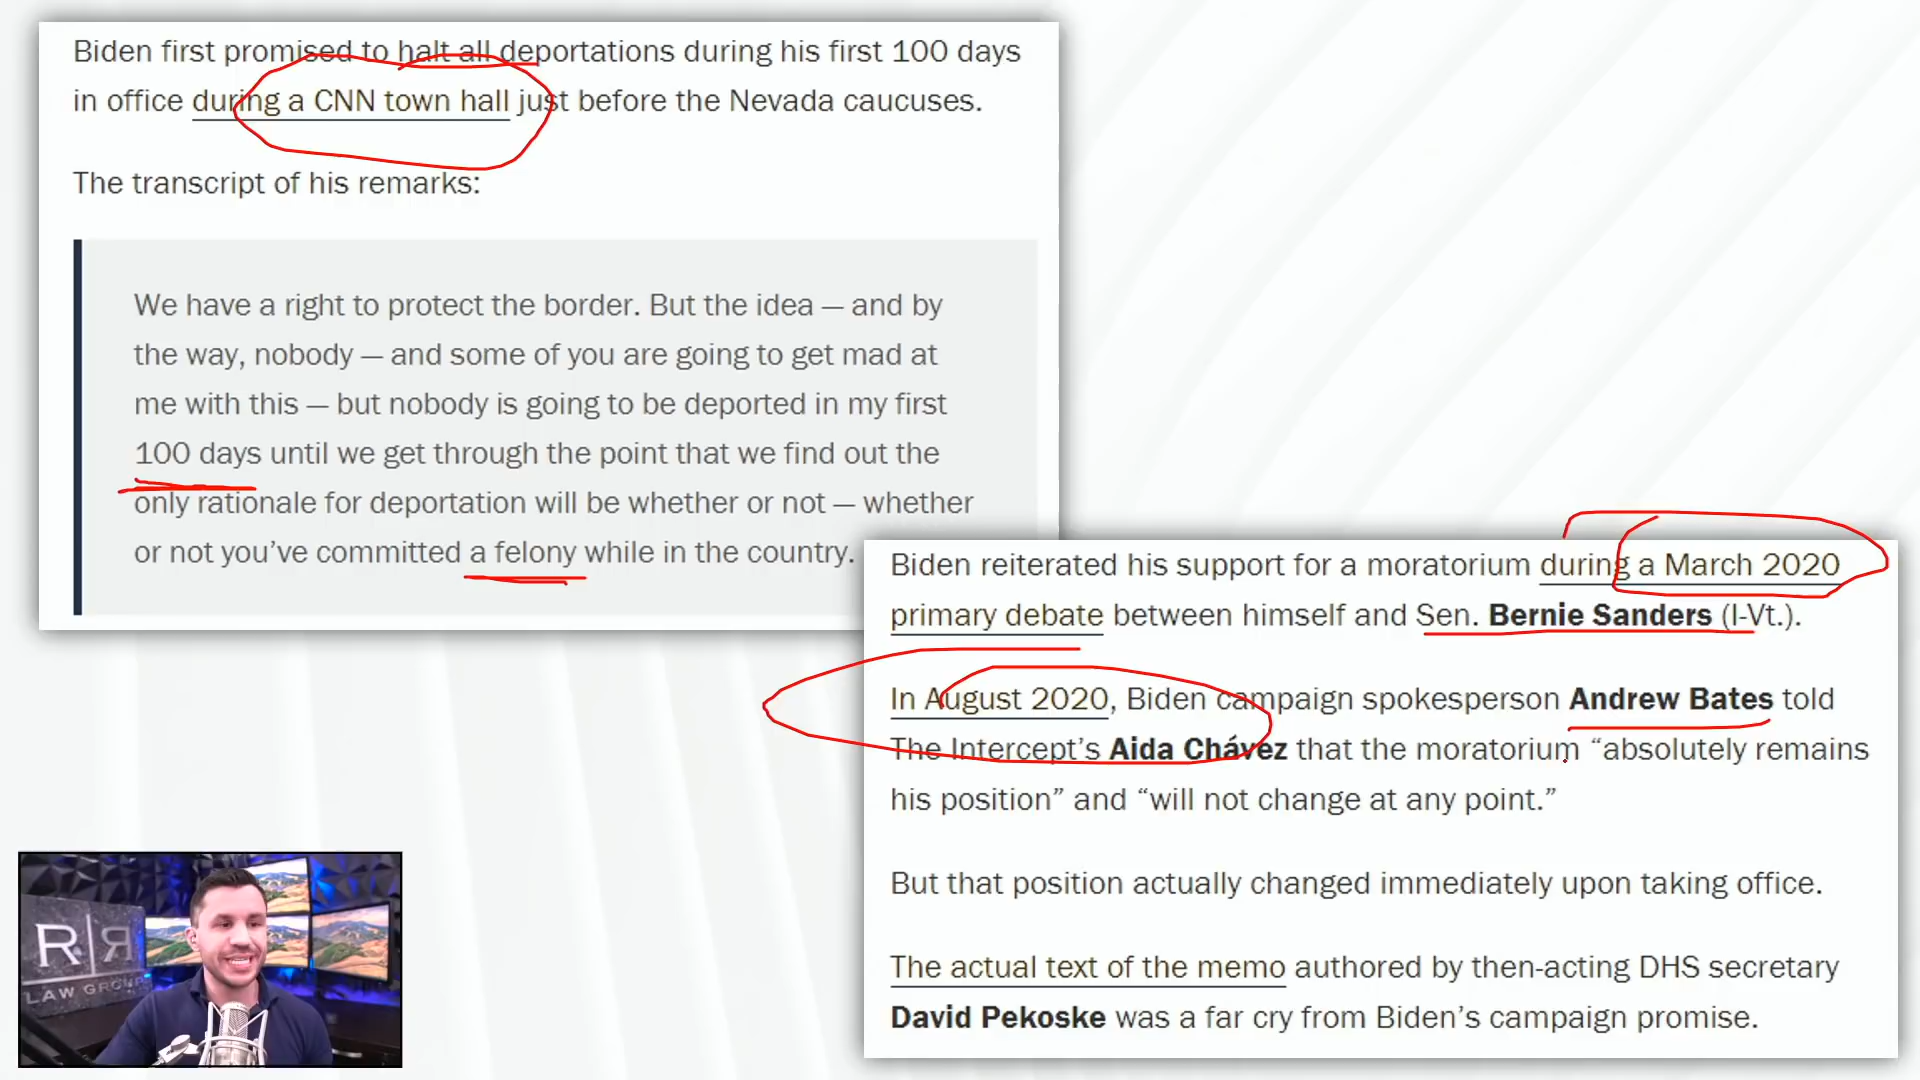 Biden first promised to halt all deportations during his first 100 days
in office during a CNN town hall just before the Nevada caucuses.
The transcript of his remarks:
We have a right to protect the border. But the idea — and by
the way, nobody — and some of you are going to get mad at
me with this — but nobody is going to be deported in my first
100 days until we get through the point that we find out the
only rationale for deportation will be whether or not — whether
or not you’ve committed a felony while in the country.
Biden reiterated his support for a moratorium during a March 2020
primary debate between himself and Sen. Bernie Sanders (I-Vt.).
In August 2020, Biden campaign spokesperson Andrew Bates told
The Intercept’s Aida Chávez that the moratorium “absolutely remains
his position” and “will not change at any point.”
But that position actually changed immediately upon taking office.
The actual text of the memo authored by then-acting DHS secretary
David Pekoske was a far cry from Biden’s campaign promise.
R|R
LAW GROUP